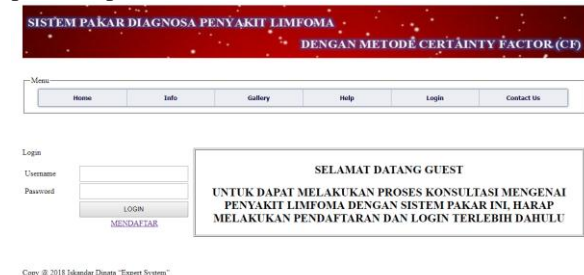 SISTEM PAKAR DIAGNOSA PENYAKIT LIMFOMA
DENGAN METODE CERTAINTY FACTOR (CF)
Menu
Home Info Gallery Help Login Contact Us
Login
Username
Password
LOGIN
MENDAFTAR
SELAMAT DATANG GUEST
UNTUK DAPAT MELAKUKAN PROSES KONSULTASI MENGENAI
PENYAKIT LIMFOMA DENGAN SISTEM PAKAR INI, HARAP
MELAKUKAN PENDAFTARAN DAN LOGIN TERLEBIH DAHULU
Copy @ 2018 Iskandar Dinata "Expert System"